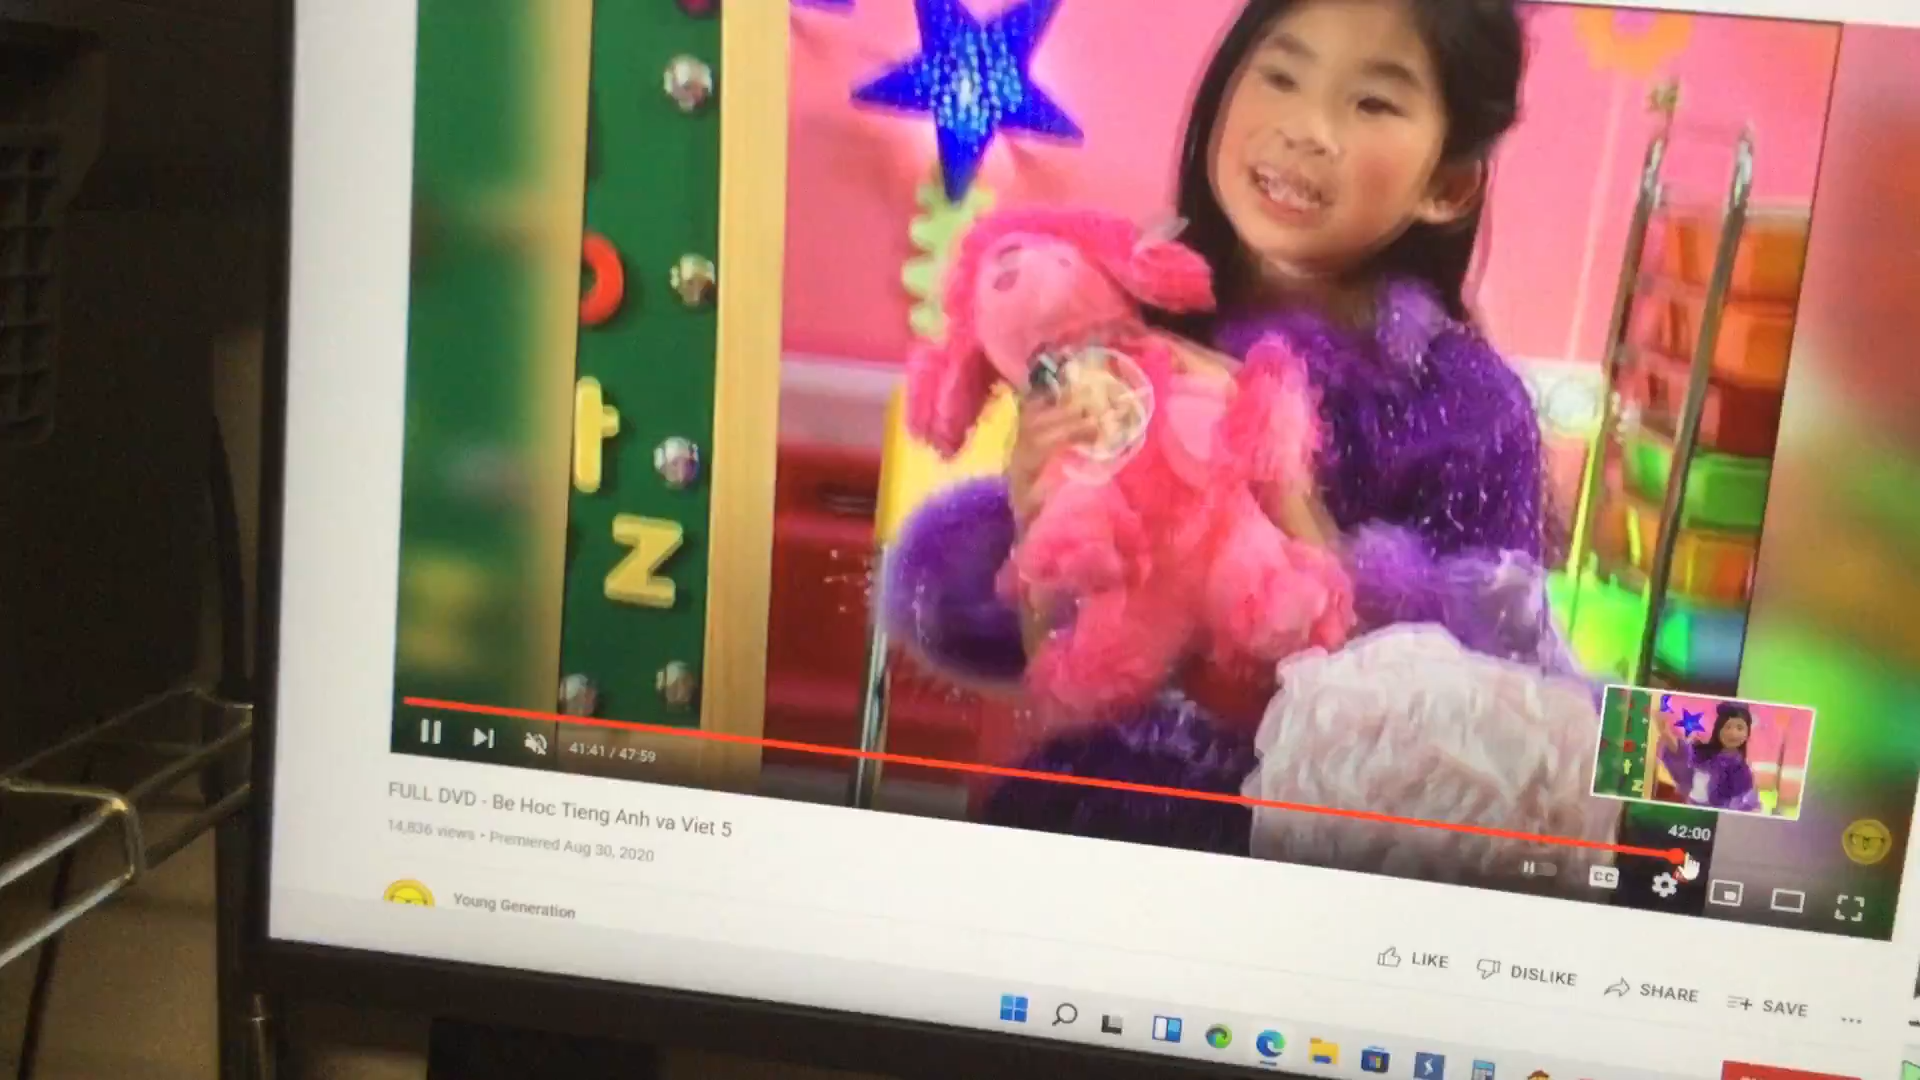 o
t
z
41:41 / 47:59
42:00
CC
FULL DVD - Be Hoc Tieng Anh va Viet 5
14,836 views • Premiered Aug 30, 2020
Young Generation
LIKE DISLIKE SHARE SAVE ...